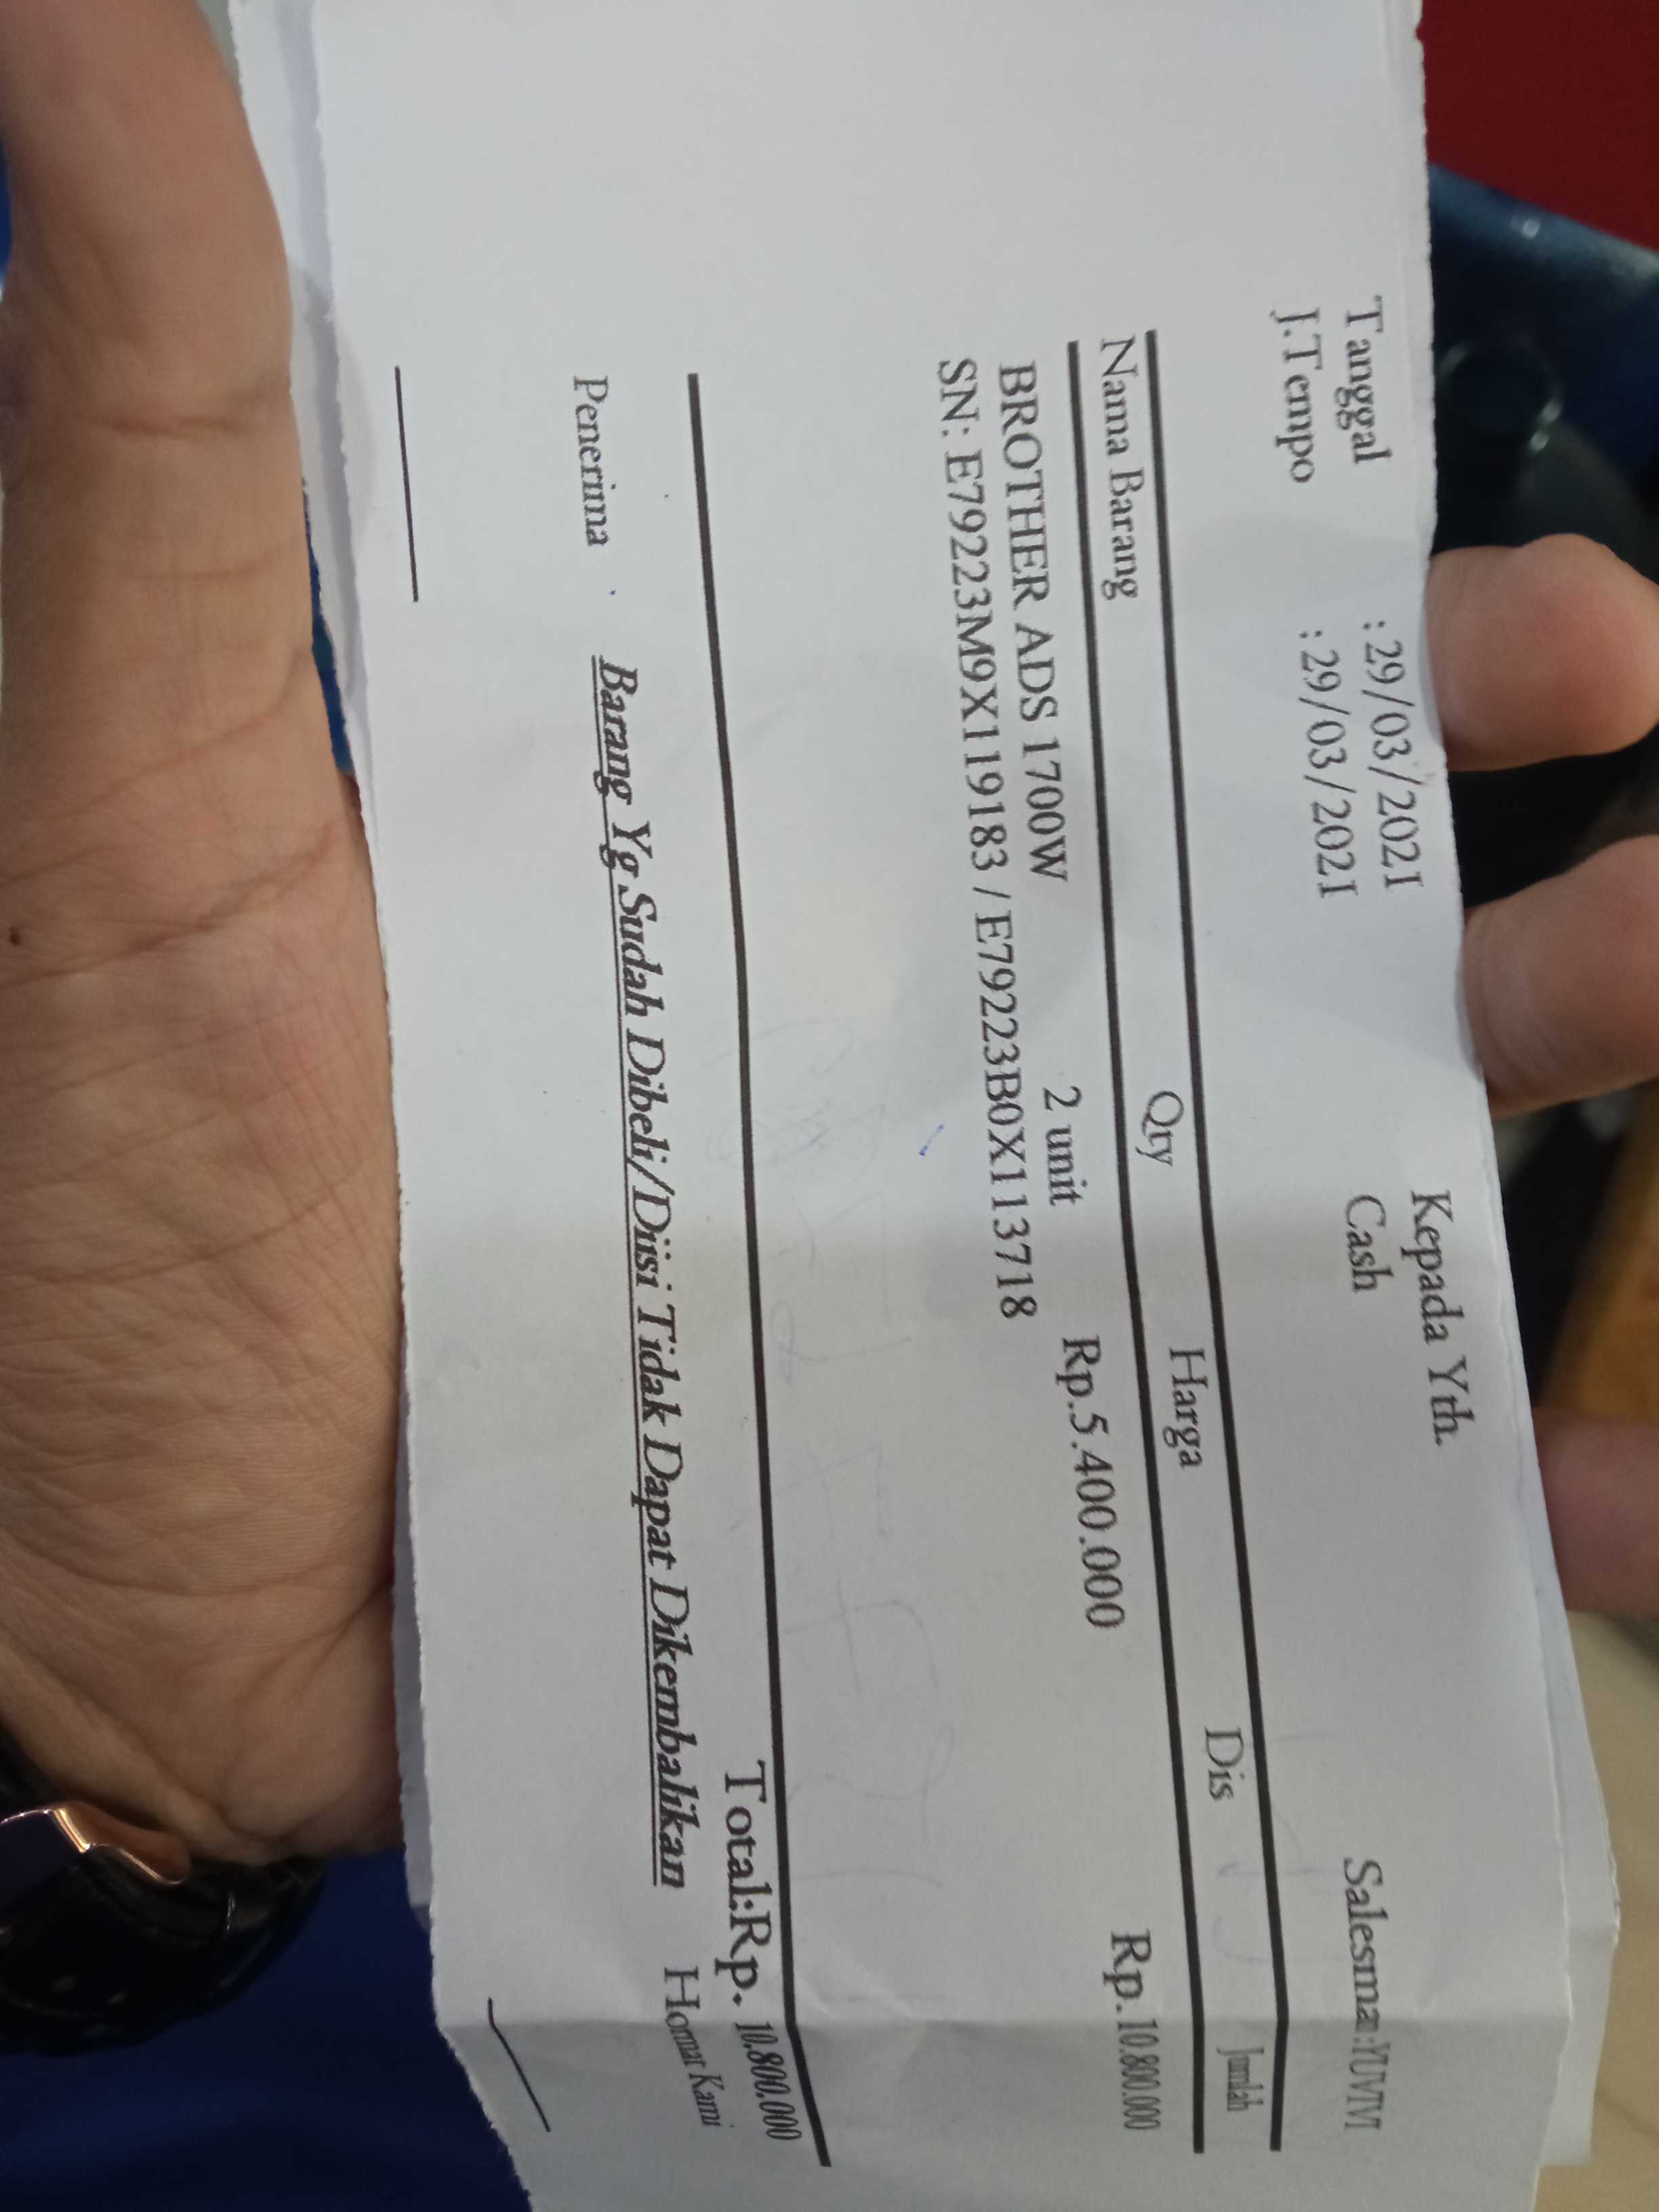 Kepada Yth.
Tanggal : 29/03/2021 Cash Salesman:YUVIVI
J.Tempo : 29/03/2021
Nama Barang Qty Harga Dis Jumlah
BROTHER ADS 1700W 2 unit Rp.5.400.000 Rp.10.800.000
SN: E79223M9X119183 / E79223B0X113718
Total:Rp. 10.800.000
Penerima Barang Yg Sudah Dibeli/Diisi Tidak Dapat Dikembalikan Hormat Kami